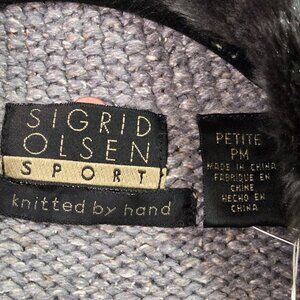 SIGRID
OLSEN
SPORT
knitted by hand
PETITE
PM
MADE IN CHINA
FABRIQUE EN
CHINE
HECHO EN
CHINA